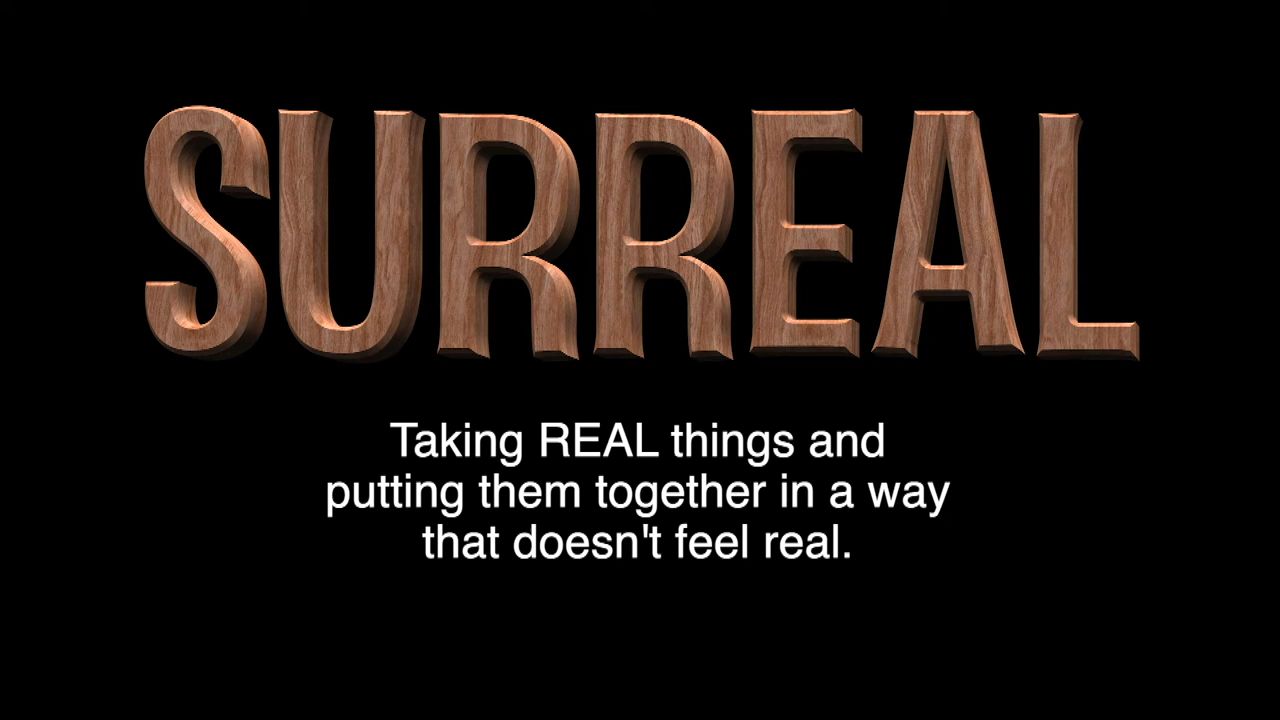 SURREAL
Taking REAL things and
putting them together in a way
that doesn't feel real.